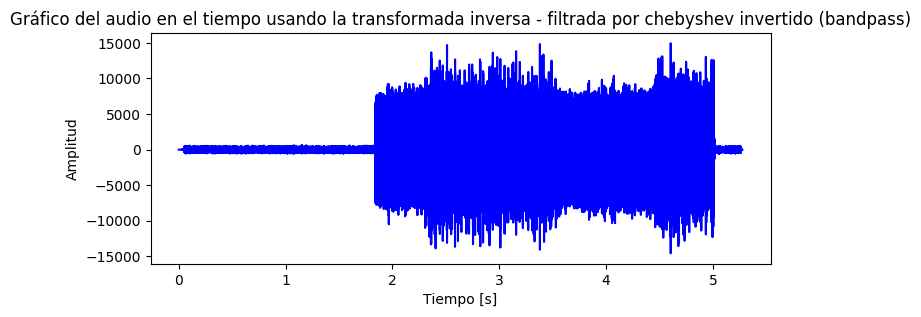 Gráfico del audio en el tiempo usando la transformada inversa - filtrada por chebyshev invertido (bandpass)
15000
10000
5000
0
−5000
−10000
−15000
Amplitud
0 1 2 3 4 5
Tiempo [s]